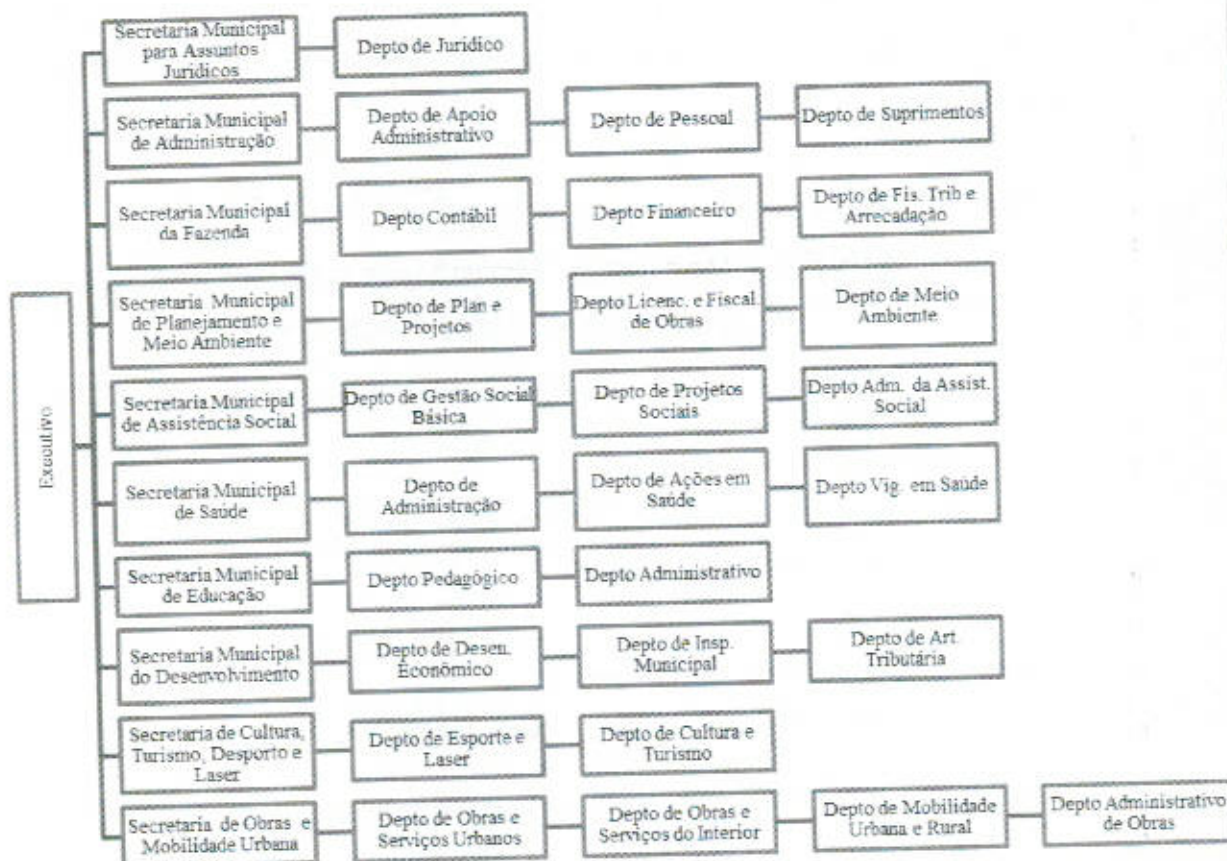 Secretaria Municipal
para Assuntos
Jurídicos
Depto de Jurídico
Secretaria Municipal
de Administração
Depto de Apoio
Administrativo
Depto de Pessoal
Depto de Suprimentos
Secretaria Municipal
da Fazenda
Depto Contábil
Depto Financeiro
Depto de Fis. Trib e
Arrecadação
Executivo
Secretaria Municipal
de Planejamento e
Meio Ambiente
Depto de Plan e
Projetos
Depto Licenc. e Fiscal.
de Obras
Depto de Meio
Ambiente
Secretaria Municipal
de Assistência Social
Depto de Gestão Social
Básica
Depto de Projetos
Sociais
Depto Adm. da Assist.
Social
Secretaria Municipal
de Saúde
Depto de
Administração
Depto de Ações em
Saúde
Depto Vig. em Saúde
Secretaria Municipal
de Educação
Depto Pedagógico
Depto Administrativo
Secretaria Municipal
do Desenvolvimento
Depto de Desen.
Econômico
Depto de Insp.
Municipal
Depto de Art.
Tributária
Secretaria de Cultura,
Turismo, Desporto e
Laser
Depto de Esporte e
Laser
Depto de Cultura e
Turismo
Secretaria de Obras e
Mobilidade Urbana
Depto de Obras e
Serviços Urbanos
Depto de Obras e
Serviços do Interior
Depto de Mobilidade
Urbana e Rural
Depto Administrativo
de Obras